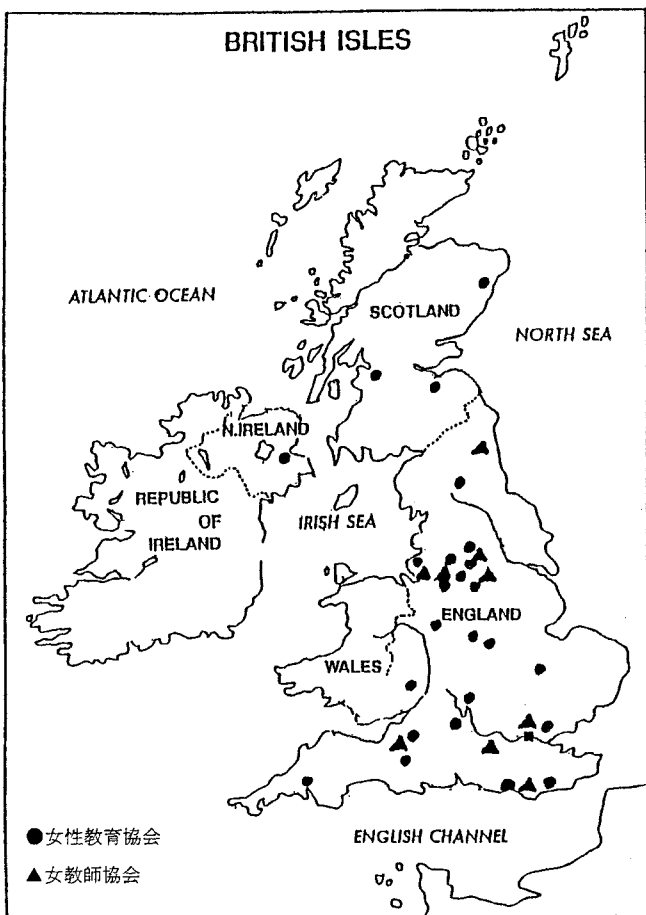 BRITISH ISLES
ATLANTIC OCEAN
SCOTLAND
NORTH SEA
N.IRELAND
REPUBLIC
OF
IRELAND
IRISH SEA
ENGLAND
WALES
●女性教育協会
▲女教師協会
ENGLISH CHANNEL